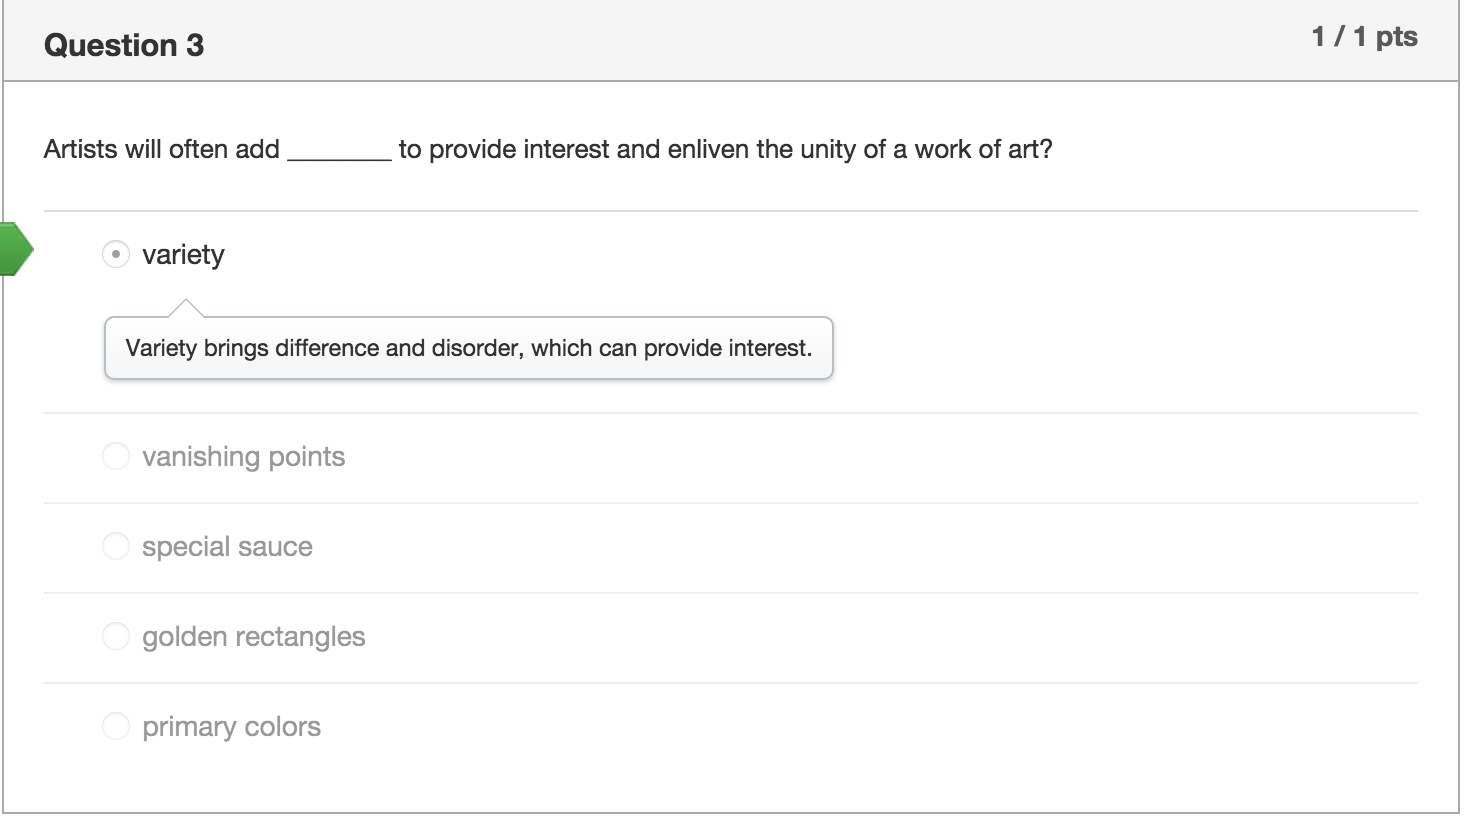 Question 3
1 / 1 pts
Artists will often add ________ to provide interest and enliven the unity of a work of art?
variety
Variety brings difference and disorder, which can provide interest.
vanishing points
special sauce
golden rectangles
primary colors